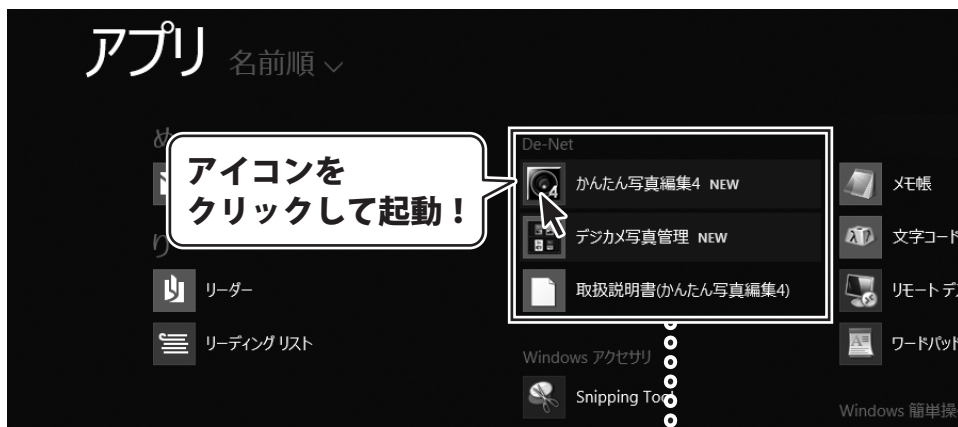 アプリ 名前順
め
アイコンを
クリックして起動！
り
リーダー
リーディング リスト
De-Net
かんたん写真編集4 NEW
デジカメ写真管理 NEW
取扱説明書(かんたん写真編集4)
Windows アクセサリ
Snipping Tool
メモ帳
文字コード
リモート デ
ワードパッド
Windows 簡単操